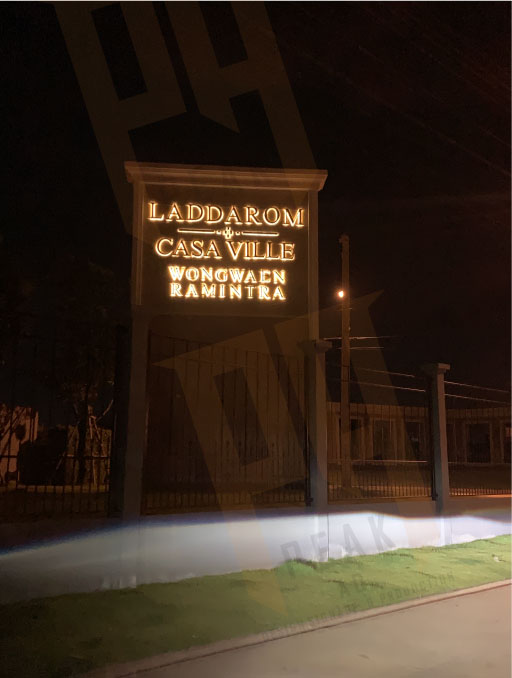 LADDAROM
CASA VILLE
WONGWAEN
RAMINTRA
PEAK